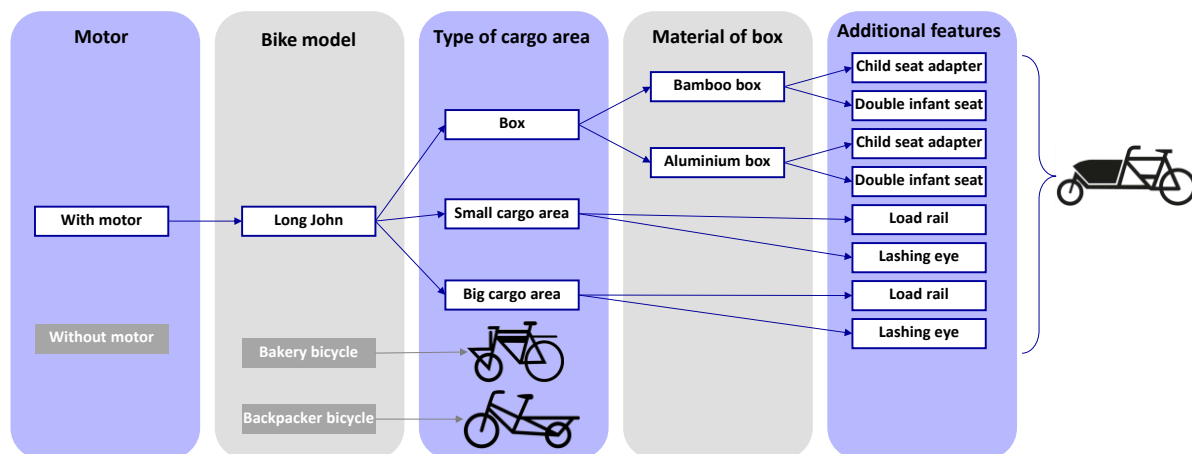 Motor
Bike model
Type of cargo area
Material of box
Additional features
With motor
Without motor
Long John
Bakery bicycle
Backpacker bicycle
Box
Small cargo area
Big cargo area
Bamboo box
Aluminium box
Child seat adapter
Double infant seat
Child seat adapter
Double infant seat
Load rail
Lashing eye
Load rail
Lashing eye